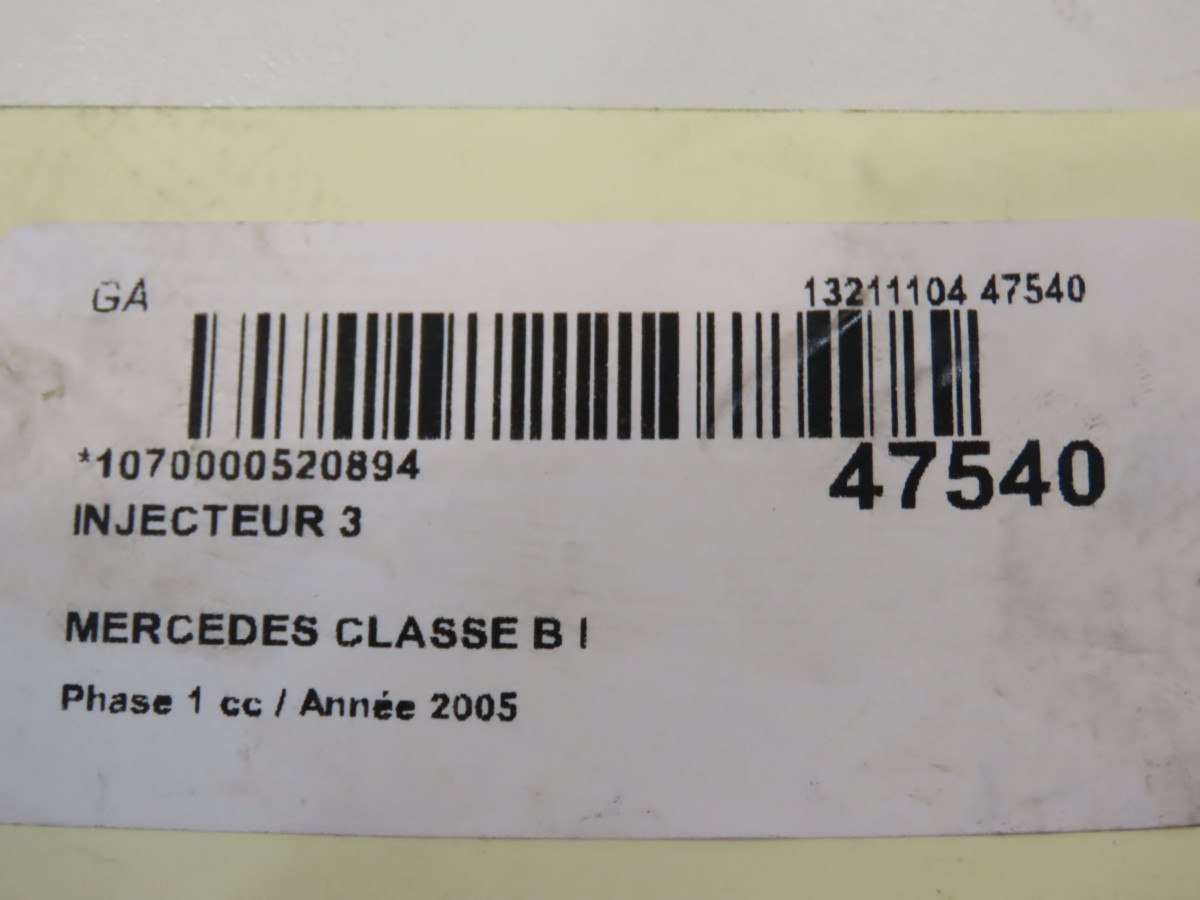 GA
13211104 47540
*1070000520894
47540
INJECTEUR 3
MERCEDES CLASSE B I
Phase 1 cc / Année 2005